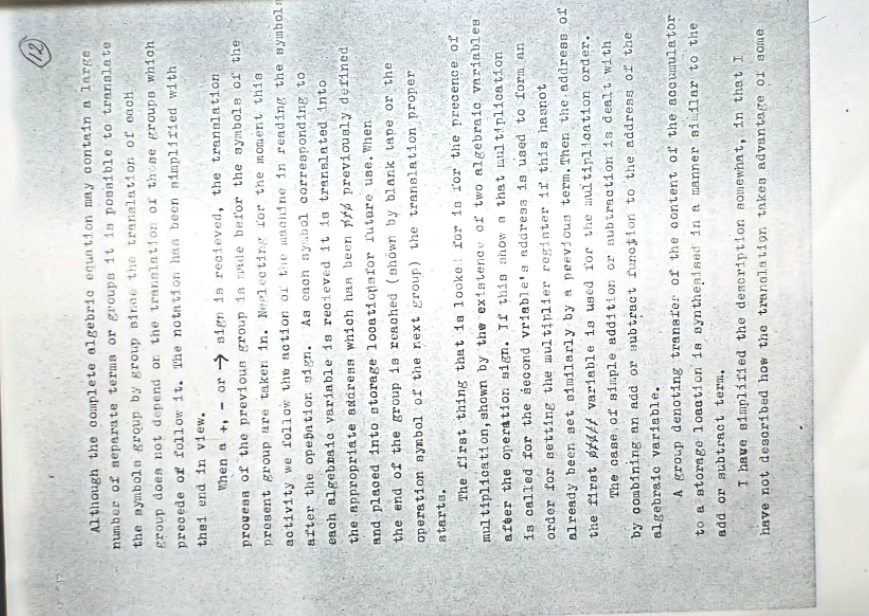 12
Although the complete algebric equation may contain a large
number of separate terms or groups it is possible to translate
the symbols group by group since the translation of each
group does not depend on the translation of those groups which
precede or follow it. The notation has been simplified with
thsi end in view.
When a +, - or → sign is recieved, the translation
process of the previous group is made befor the symbols of the
present group are taken in. Neglecting for the moment this
activity we follow the action of the machine in reading the symbols
after the operation sign. As each symbol corresponding to
each algebraic variable is recieved it is translated into
the appropriate address which has been previously defined
and placed into storage locationsfor future use.When
the end of the group is reached (shown by blank tape or the
operation symbol of the next group) the translation proper
starts.
The first thing that is looked for is for the precence of
multiplication,shown by the existence of two algebraic variables
after the operation sign. If this show s that multiplication
is called for the second vriable's address is used to form an
order for setting the multiplier register if this hasnot
already been set similarly by a previous term.Then the address of
the first variable is used for the multiplication order.
The case of simple addition or subtraction is dealt with
by combining an add or subtract function to the address of the
algebraic variable.
A group denoting transfer of the content of the accumulator
to a storage loaction is synthesised in a manner similar to the
add or subtract term.
I have simplified the description somewhat, in that I
have not described how the translation takes advantage of some